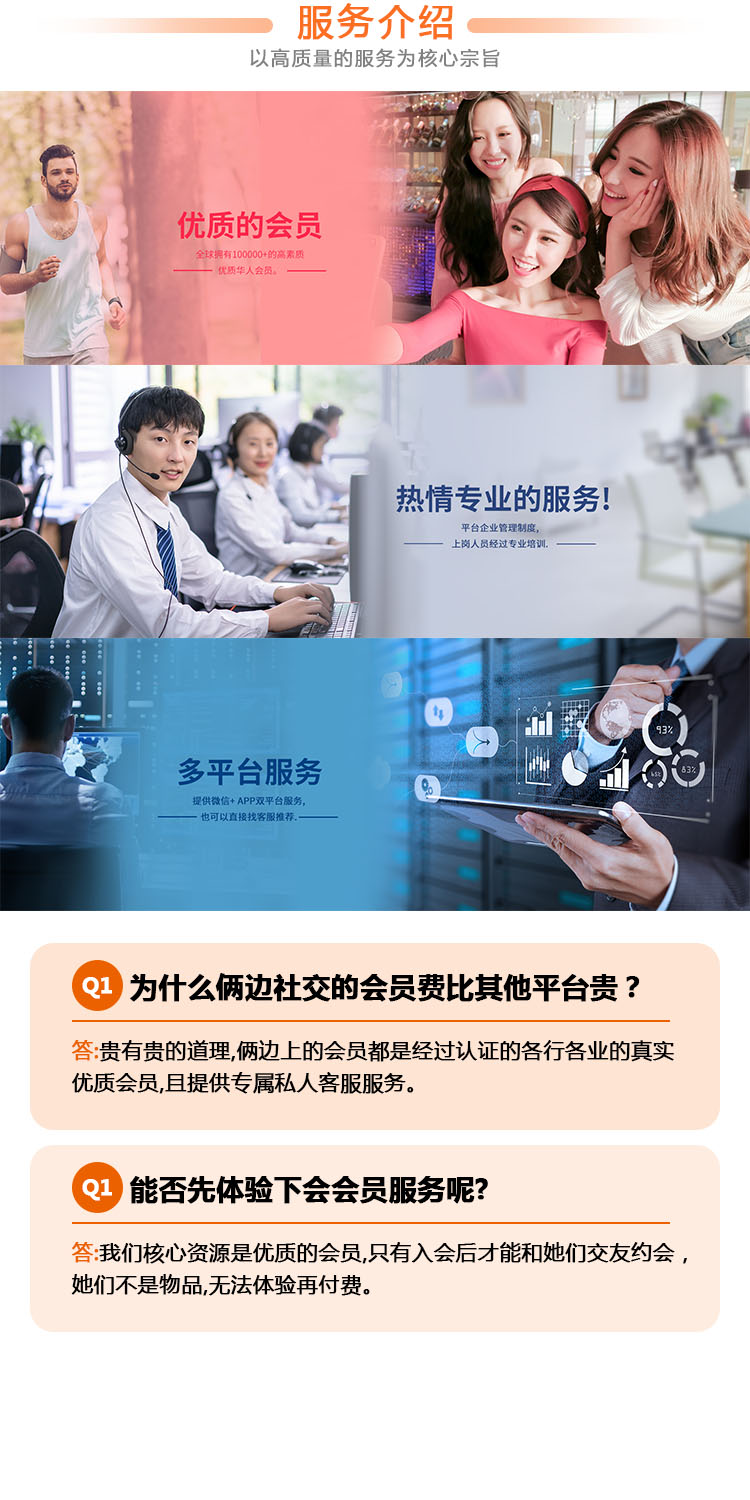 服务介绍
以高质量的服务为核心宗旨
优质的会员
全球拥有100000+的高素质
优质华人会员。
热情专业的服务!
平台企业管理制度,
上岗人员经过专业培训.
多平台服务
提供微信+ APP双平台服务,
也可以直接找客服推荐.
93%
65%
83%
Q1 为什么俩边社交的会员费比其他平台贵？
答:贵有贵的道理,俩边上的会员都是经过认证的各行各业的真实
优质会员,且提供专属私人客服服务。
Q1 能否先体验下会会员服务呢?
答:我们核心资源是优质的会员,只有入会后才能和她们交友约会，
她们不是物品,无法体验再付费。